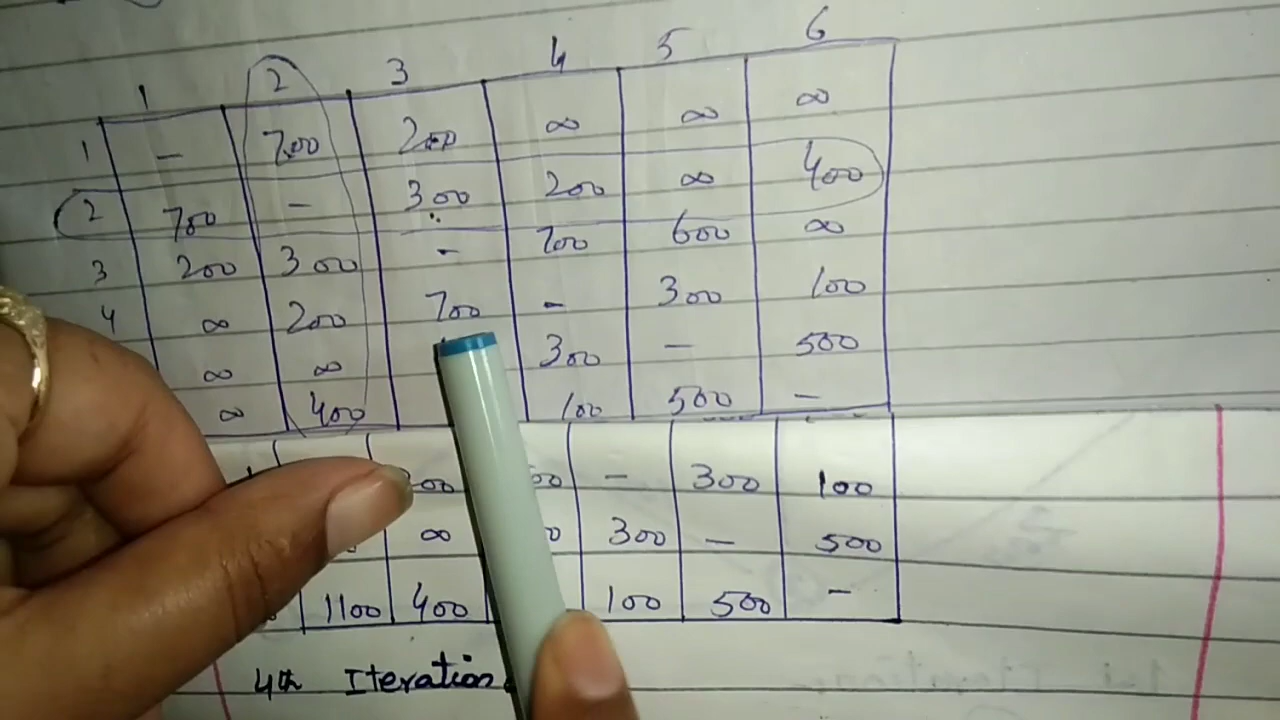 1 2 3 4 5 6
1 - 700 200 ∞ ∞ ∞
2 700 - 300 200 ∞ 400
3 200 300 - 700 600 ∞
4 ∞ 200 700 - 300 100
∞ ∞ 300 - 500
∞ 400 100 500 -
- 300 100
∞ 300 - 500
1100 400 100 500 -
4th Iteration